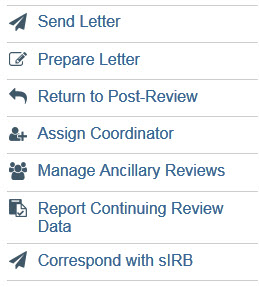 Send Letter
Prepare Letter
Return to Post-Review
Assign Coordinator
Manage Ancillary Reviews
Report Continuing Review
Data
Correspond with sIRB